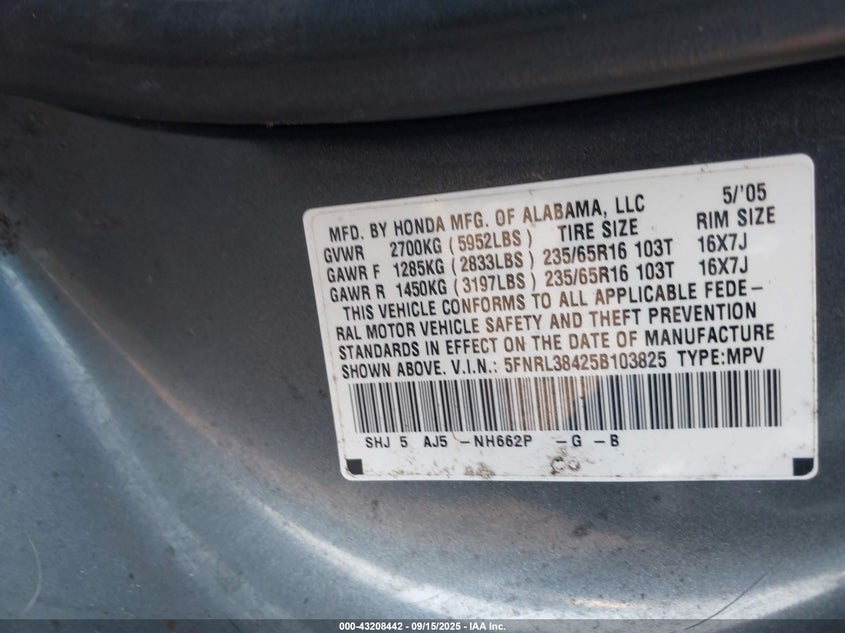 MFD. BY HONDA MFG. OF ALABAMA, LLC 5/'05
GVWR 2700KG (5952LBS) TIRE SIZE RIM SIZE
GAWR F 1285KG (2833LBS) 235/65R16 103T 16X7J
GAWR R 1450KG (3197LBS) 235/65R16 103T 16X7J
THIS VEHICLE CONFORMS TO ALL APPLICABLE FEDE-
RAL MOTOR VEHICLE SAFETY AND THEFT PREVENTION
STANDARDS IN EFFECT ON THE DATE OF MANUFACTURE
SHOWN ABOVE. V.I.N.: 5FNRL38425B103825 TYPE:MPV
SHJ 5 AJ5 -NH662P -G -B
000-43208442 - 09/15/2025 - IAA Inc.